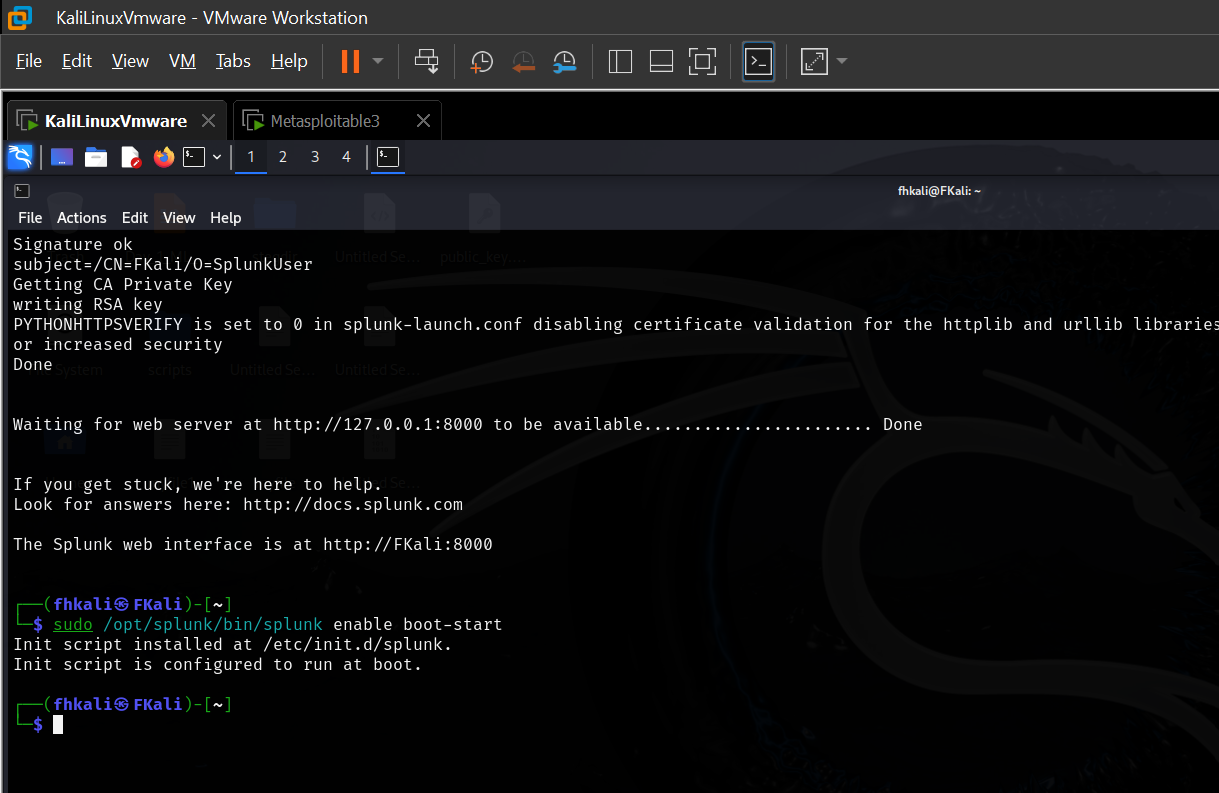 KaliLinuxVmware - VMware Workstation
File Edit View VM Tabs Help
KaliLinuxVmware Metasploitable3
1 2 3 4
fhkali@FKali: ~
File Actions Edit View Help
Signature ok
subject=/CN=FKali/O=SplunkUser
Getting CA Private Key
writing RSA key
PYTHONHTTPSVERIFY is set to 0 in splunk-launch.conf disabling certificate validation for the httplib and urllib libraries
or increased security
Done
System scripts Untitled Se... Untitled Se...
Waiting for web server at http://127.0.0.1:8000 to be available....................... Done
If you get stuck, we're here to help.
Look for answers here: http://docs.splunk.com
The Splunk web interface is at http://FKali:8000
┌──(fhkali㉿FKali)-[~]
└─$ sudo /opt/splunk/bin/splunk enable boot-start
Init script installed at /etc/init.d/splunk.
Init script is configured to run at boot.
┌──(fhkali㉿FKali)-[~]
└─$